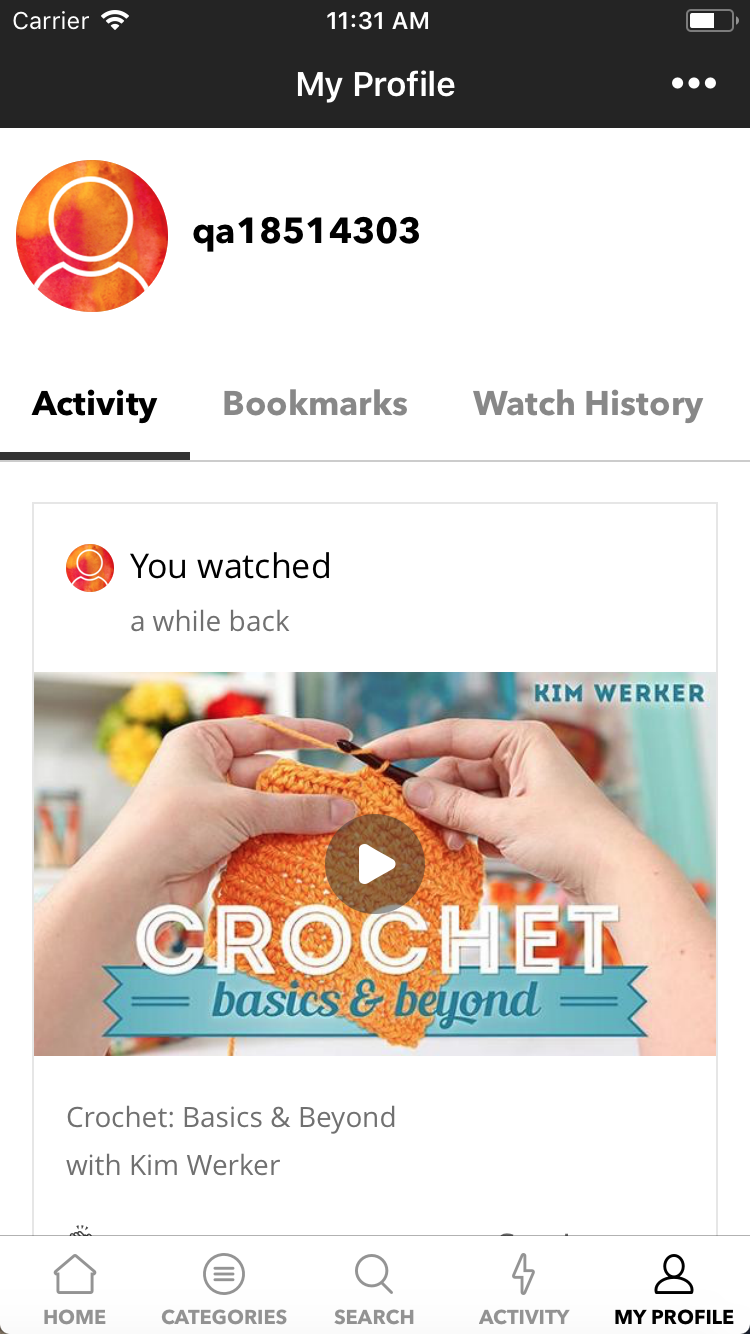 Carrier 11:31 AM
My Profile
qa18514303
Activity Bookmarks Watch History
You watched
a while back
KIM WERKER
CROCHET
basics & beyond
Crochet: Basics & Beyond
with Kim Werker
HOME CATEGORIES SEARCH ACTIVITY MY PROFILE